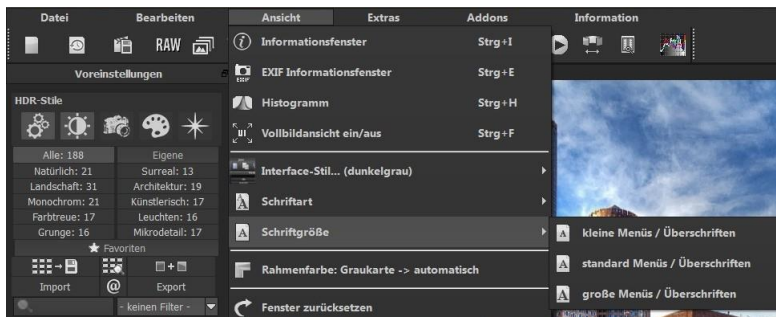 Datei Bearbeiten Ansicht Extras Addons Information
RAW
Voreinstellungen
HDR-Stile
Alle: 188 Eigene
Natürlich: 21 Surreal: 13
Landschaft: 31 Architektur: 19
Monochrom: 21 Künstlerisch: 17
Farbtreue: 17 Leuchten: 16
Grunge: 16 Mikrodetail: 17
Favoriten
Import @ Export
- keinen Filter -
Informationsfenster Strg+I
EXIF EXIF Informationsfenster Strg+E
Histogramm Strg+H
UI Vollbildansicht ein/aus Strg+F
Interface-Stil... (dunkelgrau)
A Schriftart
A Schriftgröße
Rahmenfarbe: Graukarte -> automatisch
Fenster zurücksetzen
A kleine Menüs / Überschriften
A standard Menüs / Überschriften
A große Menüs / Überschriften